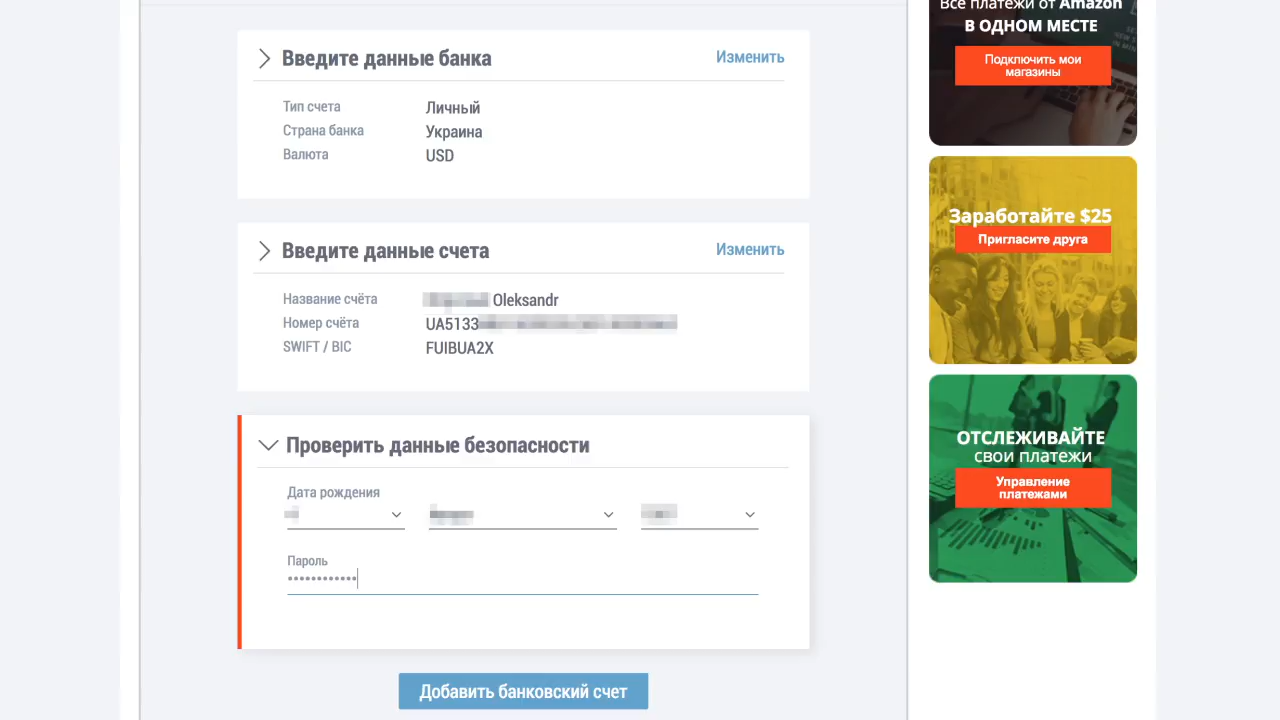 Введите данные банка
Изменить
Тип счета Личный
Страна банка Украина
Валюта USD
Введите данные счета
Изменить
Название счёта Oleksandr
Номер счёта UA5133
SWIFT / BIC FUIBUA2X
Проверить данные безопасности
Дата рождения
Пароль
••••••••••••
Добавить банковский счет
Все платежи от Amazon
В ОДНОМ МЕСТЕ
Подключить мои
магазины
Заработайте $25
Пригласите друга
ОТСЛЕЖИВАЙТЕ
свои платежи
Управление
платежами